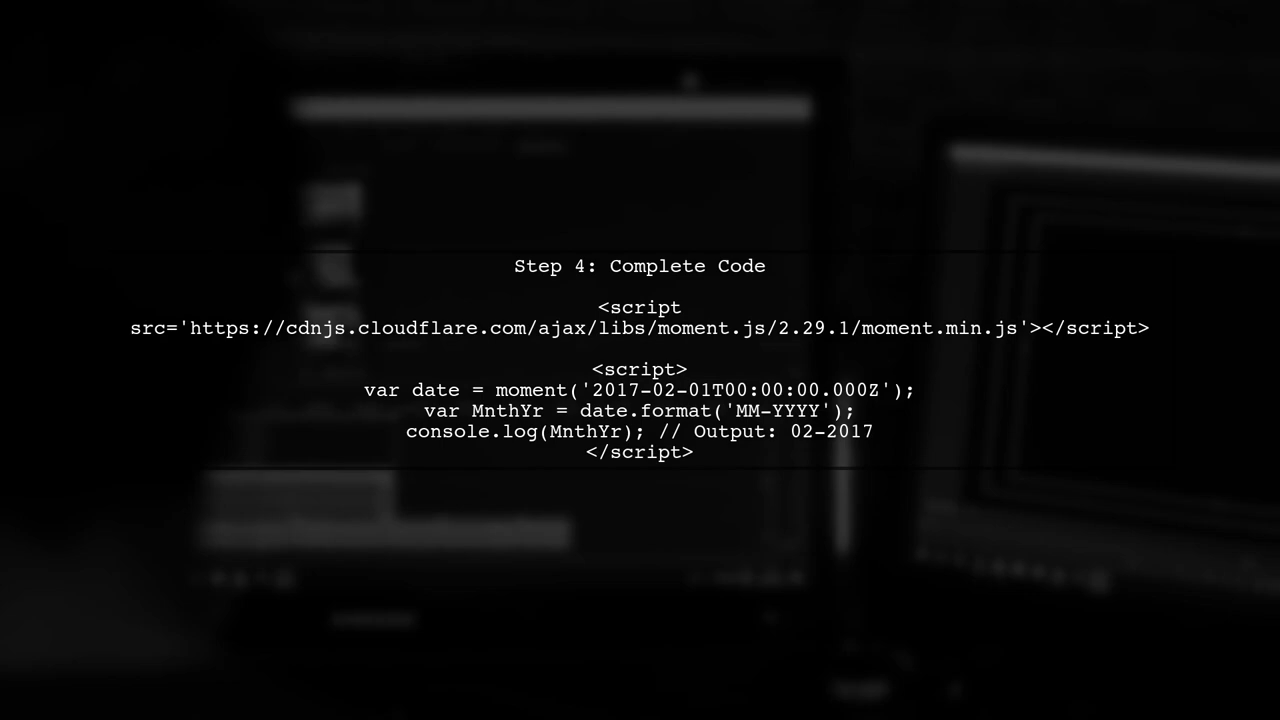 Step 4: Complete Code
<script
src='https://cdnjs.cloudflare.com/ajax/libs/moment.js/2.29.1/moment.min.js'></script>
<script>
var date = moment('2017-02-01T00:00:00.000Z');
var MnthYr = date.format('MM-YYYY');
console.log(MnthYr); // Output: 02-2017
</script>